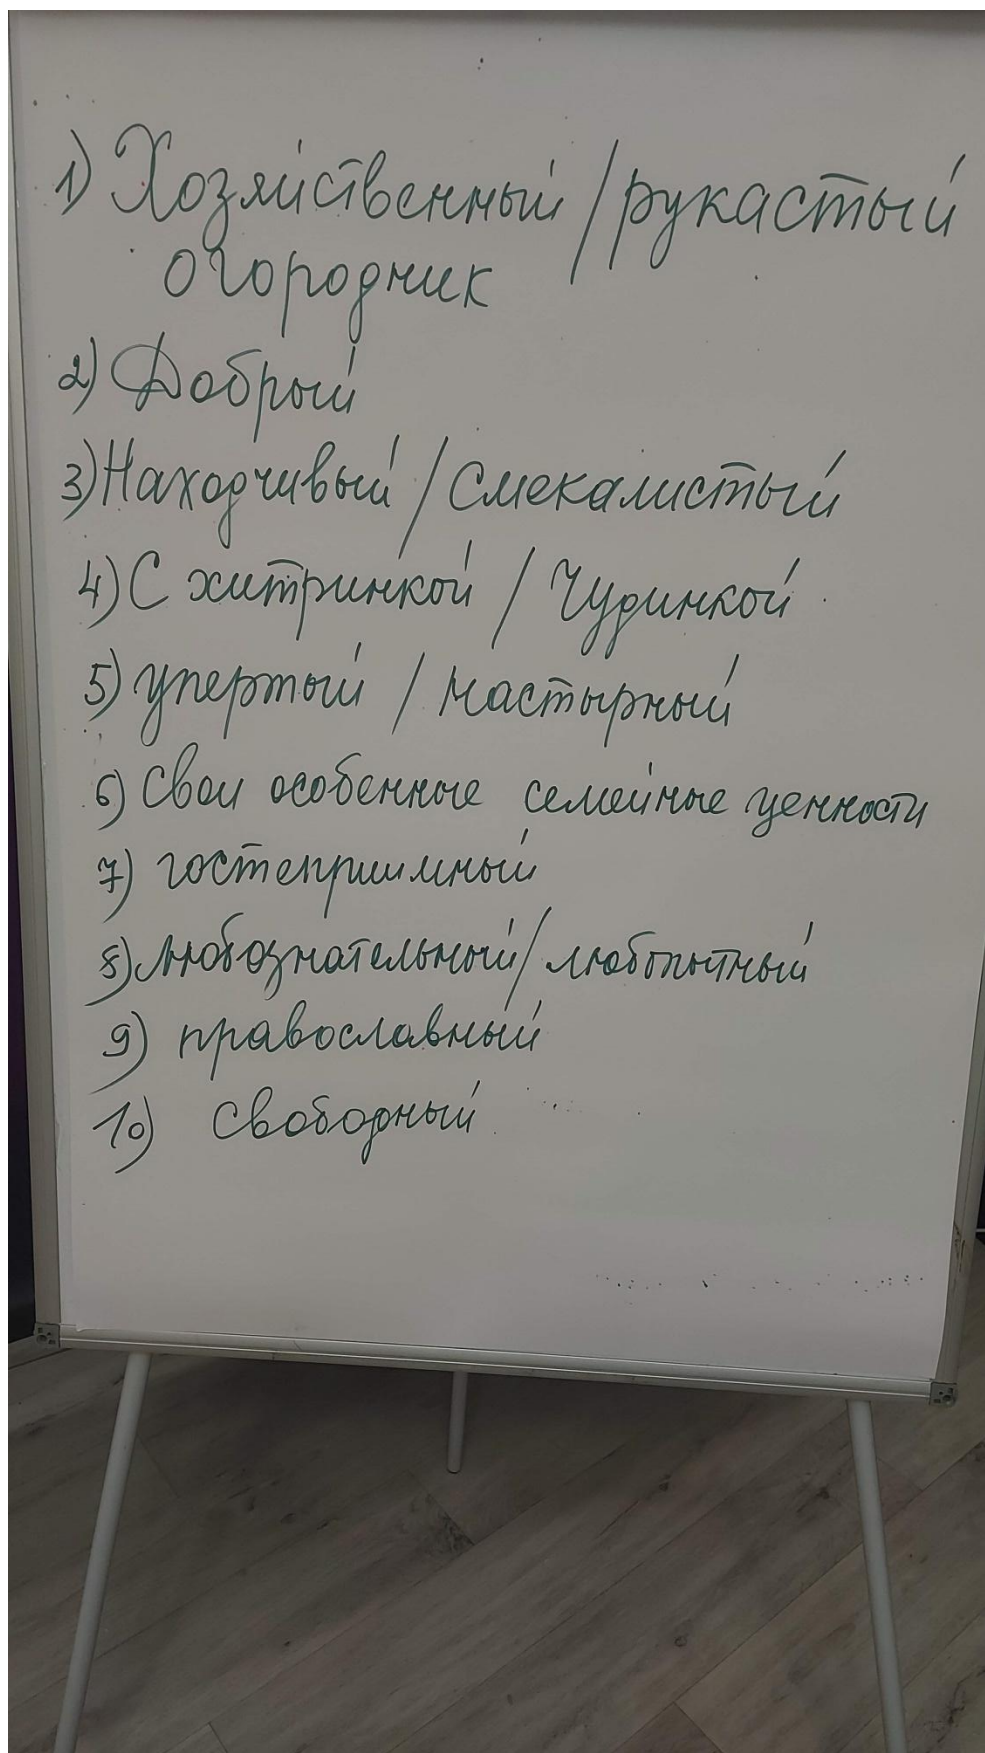 1) Хозяйственный / рукастый
огородник
2) Добрый
3) Находчивый / Смекалистый
4) С хитринкой / Чудинкой
5) упертый / настырный
6) Свои особенные семейные ценности
7) гостеприимный
8) любознательный / любопытный
9) православный
10) Свободный